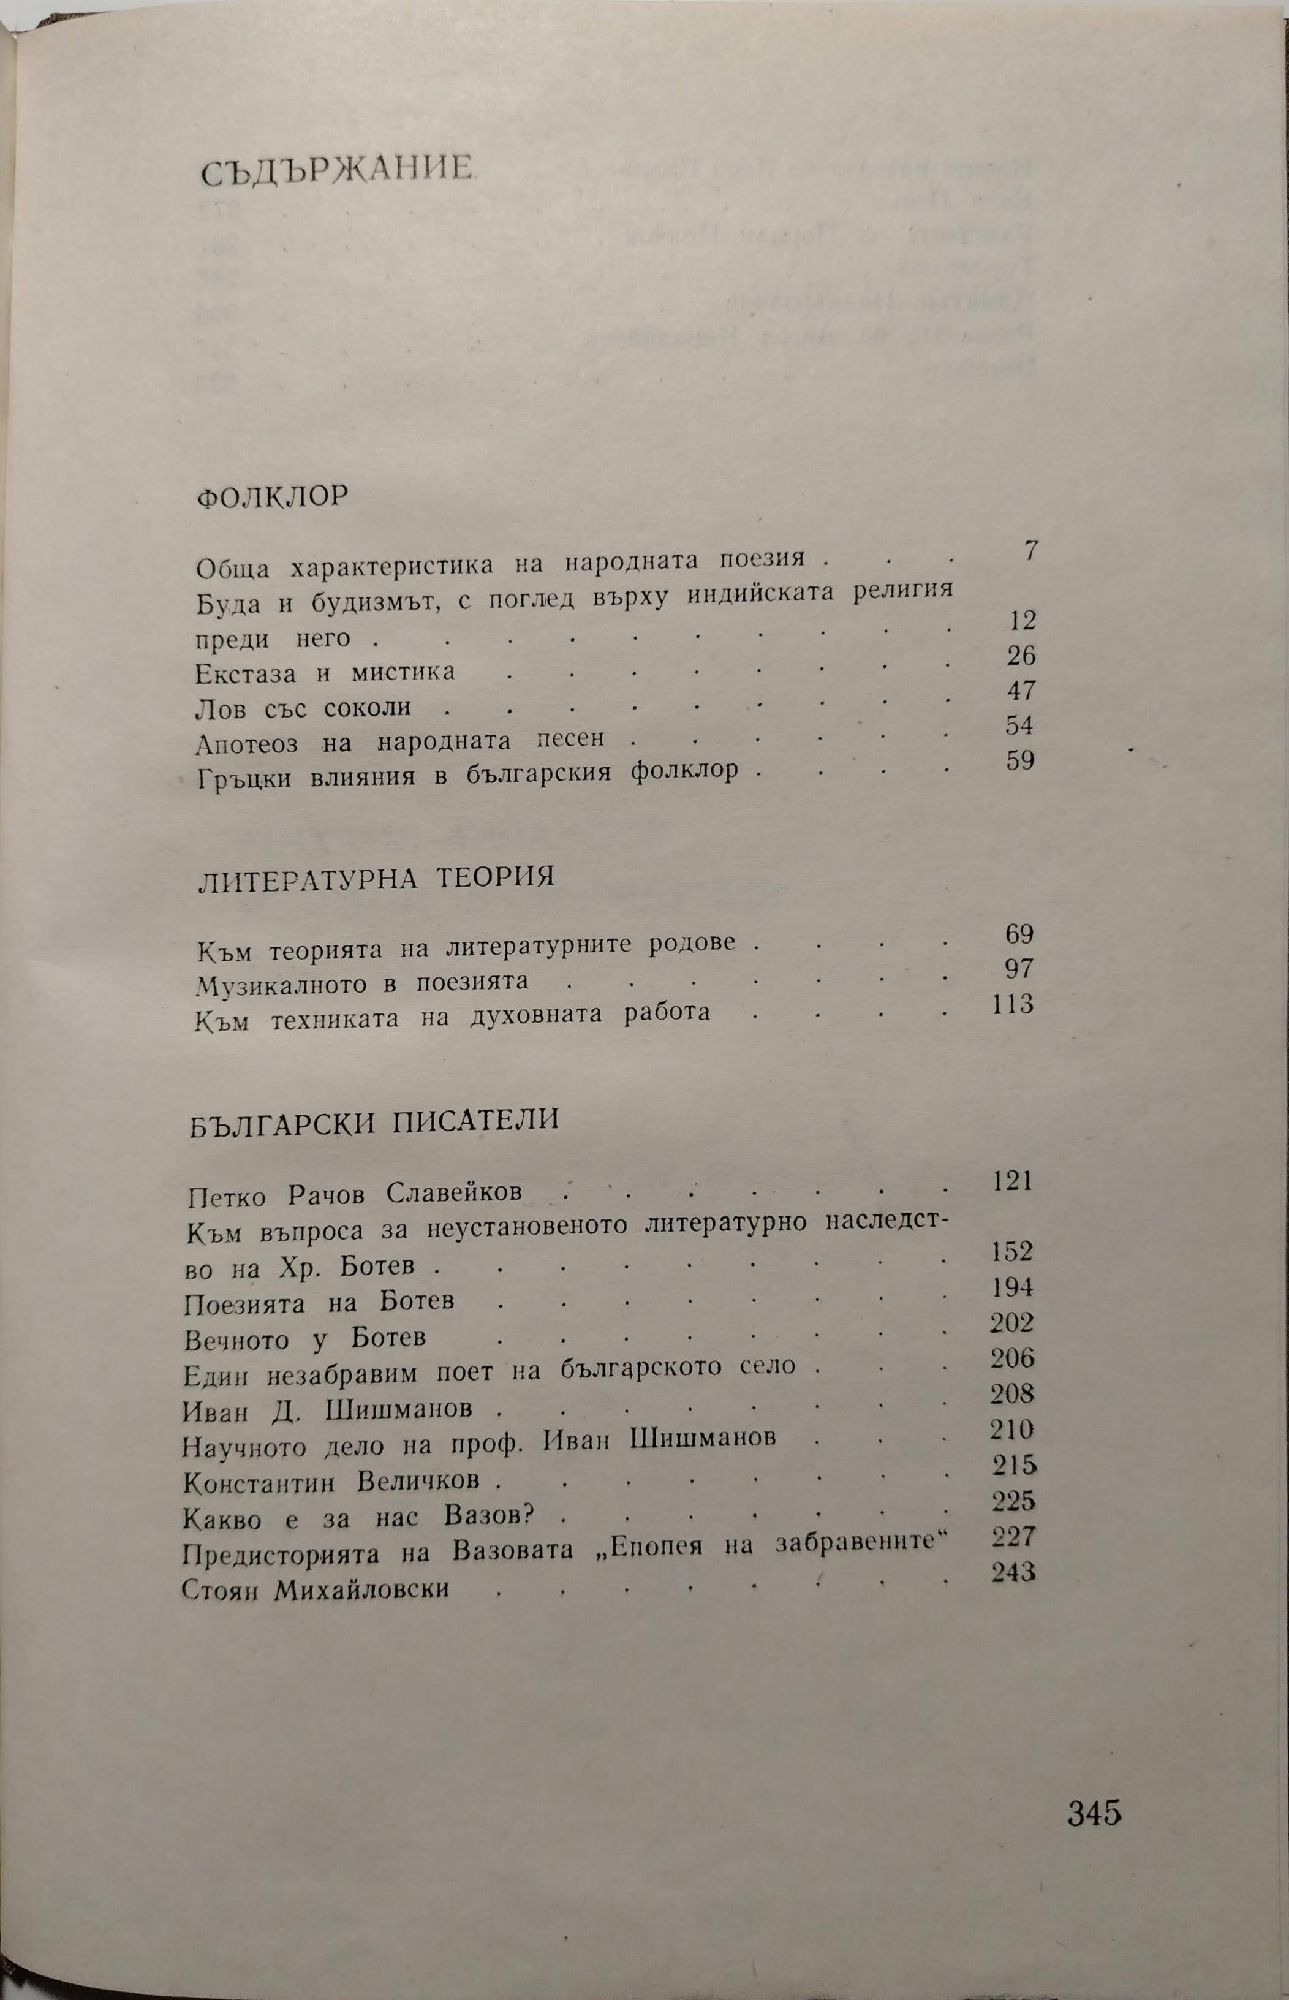 СЪДЪРЖАНИЕ
ФОЛКЛОР
Обща характеристика на народната поезия . . . 7
Буда и будизмът, с поглед върху индийската религия
преди него . . . . . . . . . . 12
Екстаза и мистика . . . . . . . . 26
Лов със соколи . . . . . . . . . 47
Апотеоз на народната песен . . . . . . 54
Гръцки влияния в българския фолклор . . . . 59
ЛИТЕРАТУРНА ТЕОРИЯ
Към теорията на литературните родове . . . . 69
Музикалното в поезията . . . . . . . 97
Към техниката на духовната работа . . . . 113
БЪЛГАРСКИ ПИСАТЕЛИ
Петко Рачов Славейков . . . . . . . 121
Към въпроса за неустановеното литературно наследст-
во на Хр. Ботев . . . . . . . . . 152
Поезията на Ботев . . . . . . . . 194
Вечното у Ботев . . . . . . . . 202
Един незабравим поет на българското село . . . 206
Иван Д. Шишманов . . . . . . . . 208
Научното дело на проф. Иван Шишманов . . . 210
Константин Величков . . . . . . . . 215
Какво е за нас Вазов? . . . . . . . 225
Предисторията на Вазовата „Епопея на забравените“ 227
Стоян Михайловски . . . . . . . . 243
345